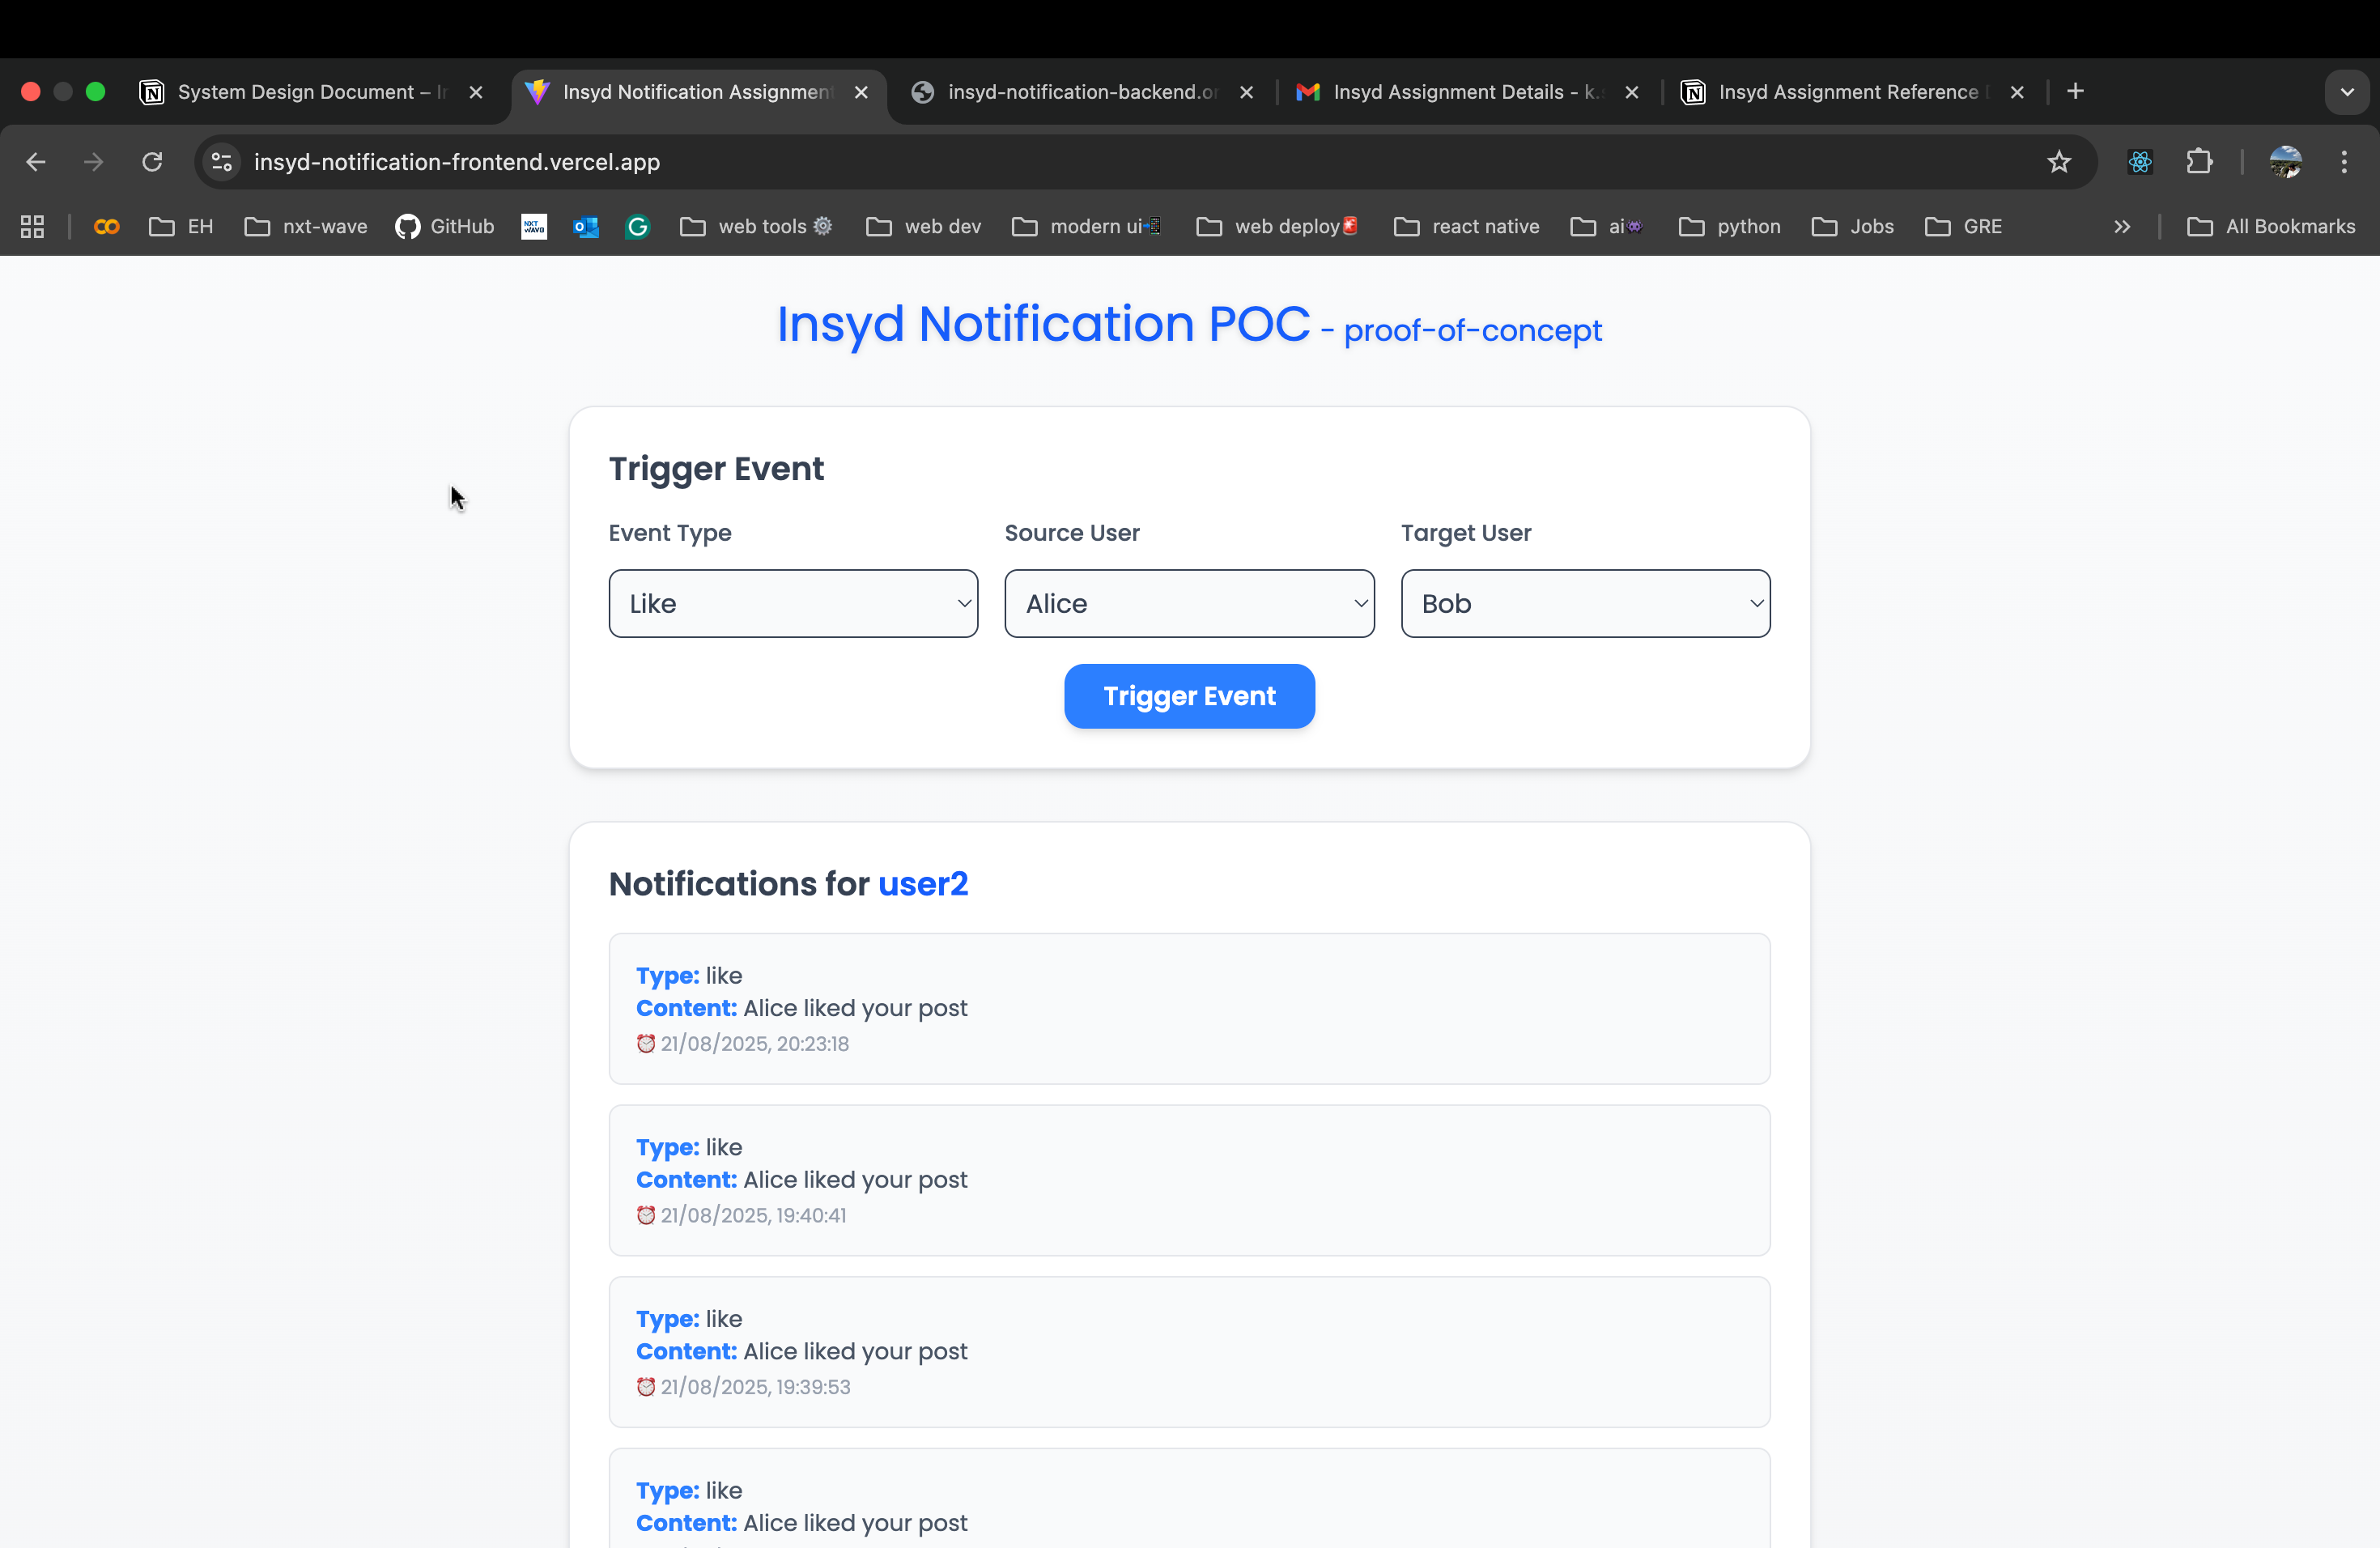 System Design Document – In
Insyd Notification Assignment
insyd-notification-backend.on
Insyd Assignment Details - k.s
Insyd Assignment Reference
insyd-notification-frontend.vercel.app
EH
nxt-wave
GitHub
NXT WAVE
G
web tools
web dev
modern ui
web deploy
react native
ai
python
Jobs
GRE
All Bookmarks
Insyd Notification POC - proof-of-concept
Trigger Event
Event Type Source User Target User
Like Alice Bob
Trigger Event
Notifications for user2
Type: like
Content: Alice liked your post
21/08/2025, 20:23:18
Type: like
Content: Alice liked your post
21/08/2025, 19:40:41
Type: like
Content: Alice liked your post
21/08/2025, 19:39:53
Type: like
Content: Alice liked your post